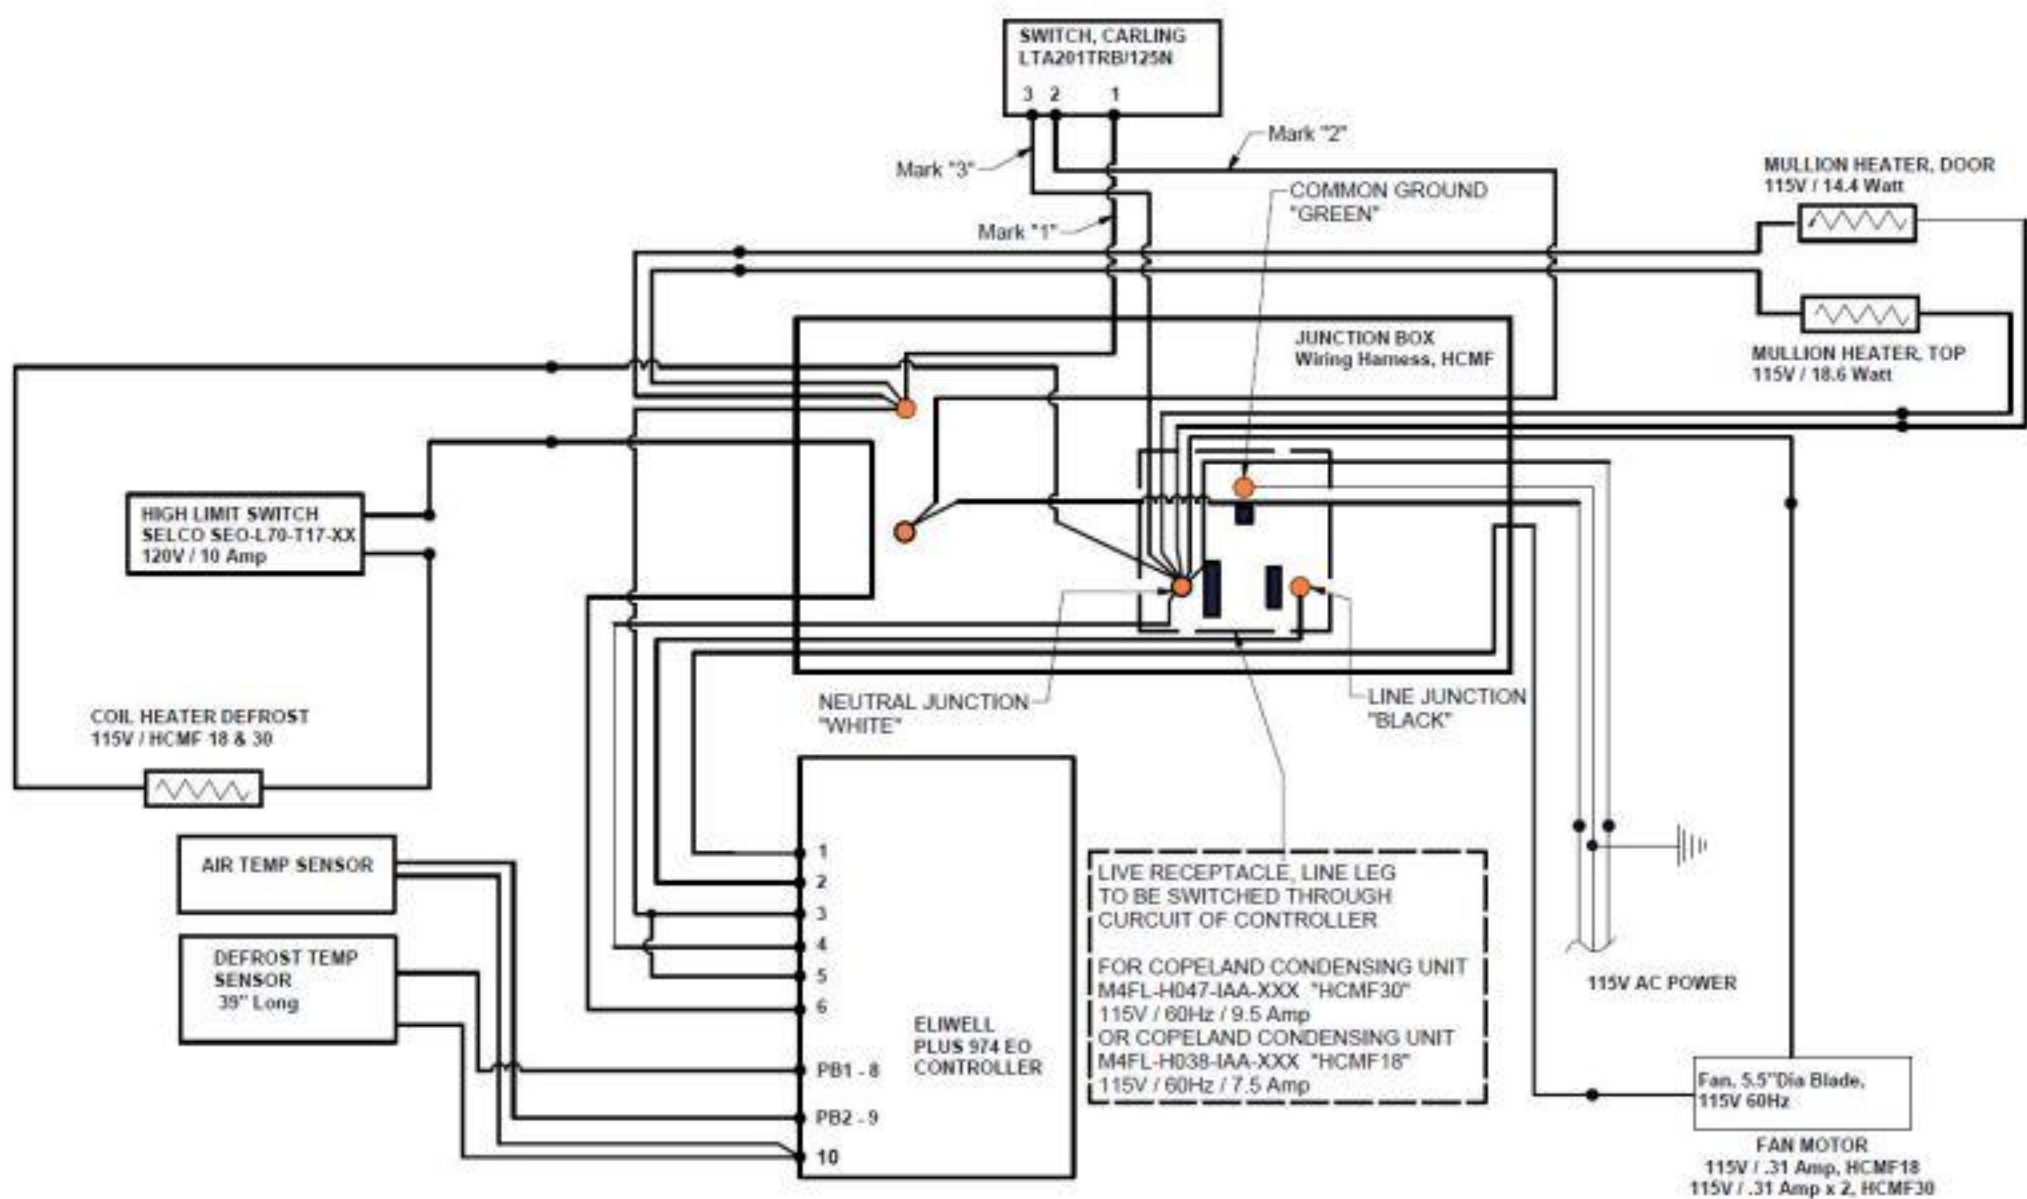 SWITCH, CARLING
LTA201TRB/125N
3 2 1
Mark "2"
Mark "3"
COMMON GROUND
"GREEN"
Mark "1"
MULLION HEATER, DOOR
115V / 14.4 Watt
JUNCTION BOX
Wiring Harness, HCMF
MULLION HEATER, TOP
115V / 18.6 Watt
HIGH LIMIT SWITCH
SELCO SEO-L70-T17-XX
120V / 10 Amp
NEUTRAL JUNCTION
"WHITE"
LINE JUNCTION
"BLACK"
COIL HEATER DEFROST
115V / HCMF 18 & 30
AIR TEMP SENSOR
DEFROST TEMP
SENSOR
39" Long
1
2
3
4
5
6
PB1 - 8
PB2 - 9
10
ELIWELL
PLUS 974 EO
CONTROLLER
LIVE RECEPTACLE, LINE LEG
TO BE SWITCHED THROUGH
CURCUIT OF CONTROLLER
FOR COPELAND CONDENSING UNIT
M4FL-H047-IAA-XXX "HCMF30"
115V / 60Hz / 9.5 Amp
OR COPELAND CONDENSING UNIT
M4FL-H038-IAA-XXX "HCMF18"
115V / 60Hz / 7.5 Amp
115V AC POWER
Fan, 5.5"Dia Blade,
115V 60Hz
FAN MOTOR
115V / .31 Amp, HCMF18
115V / .31 Amp x 2, HCMF30